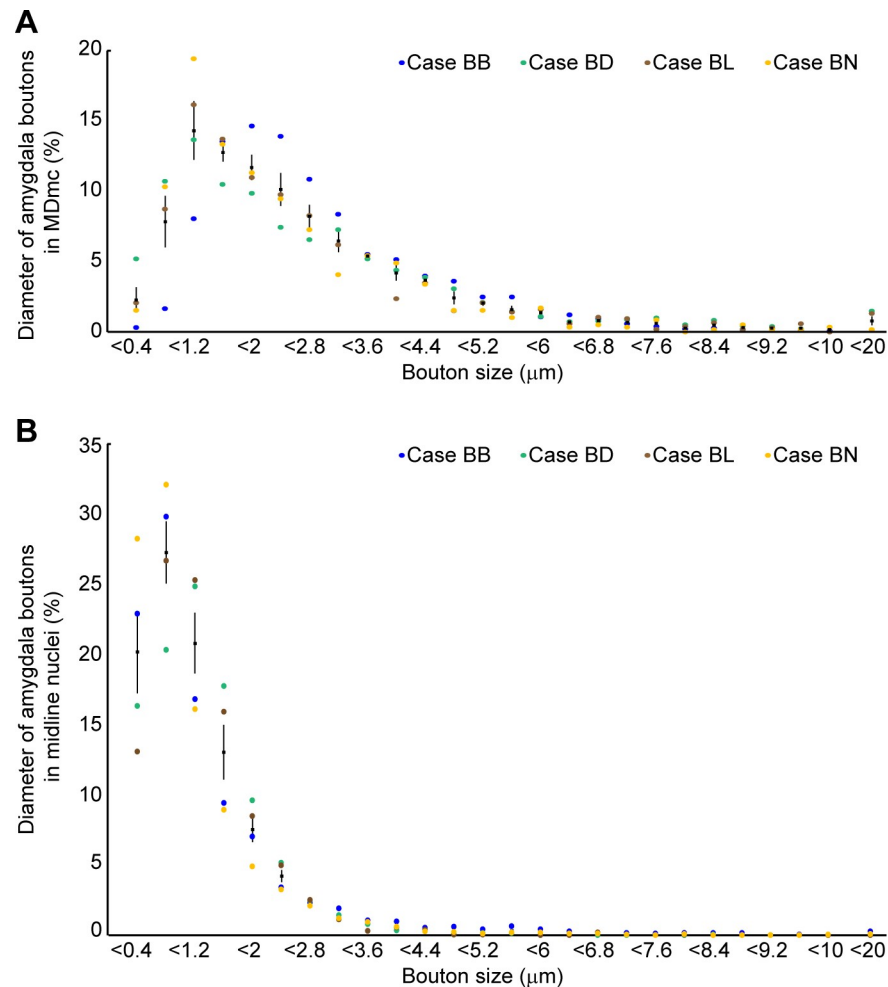 A
Diameter of amygdala boutons
in MDmc (%)
20
15
10
5
0
Case BB Case BD Case BL Case BN
<0.4 <1.2 <2 <2.8 <3.6 <4.4 <5.2 <6 <6.8 <7.6 <8.4 <9.2 <10 <20
Bouton size (μm)
B
Diameter of amygdala boutons
in midline nuclei (%)
35
30
25
20
15
10
5
0
Case BB Case BD Case BL Case BN
<0.4 <1.2 <2 <2.8 <3.6 <4.4 <5.2 <6 <6.8 <7.6 <8.4 <9.2 <10 <20
Bouton size (μm)